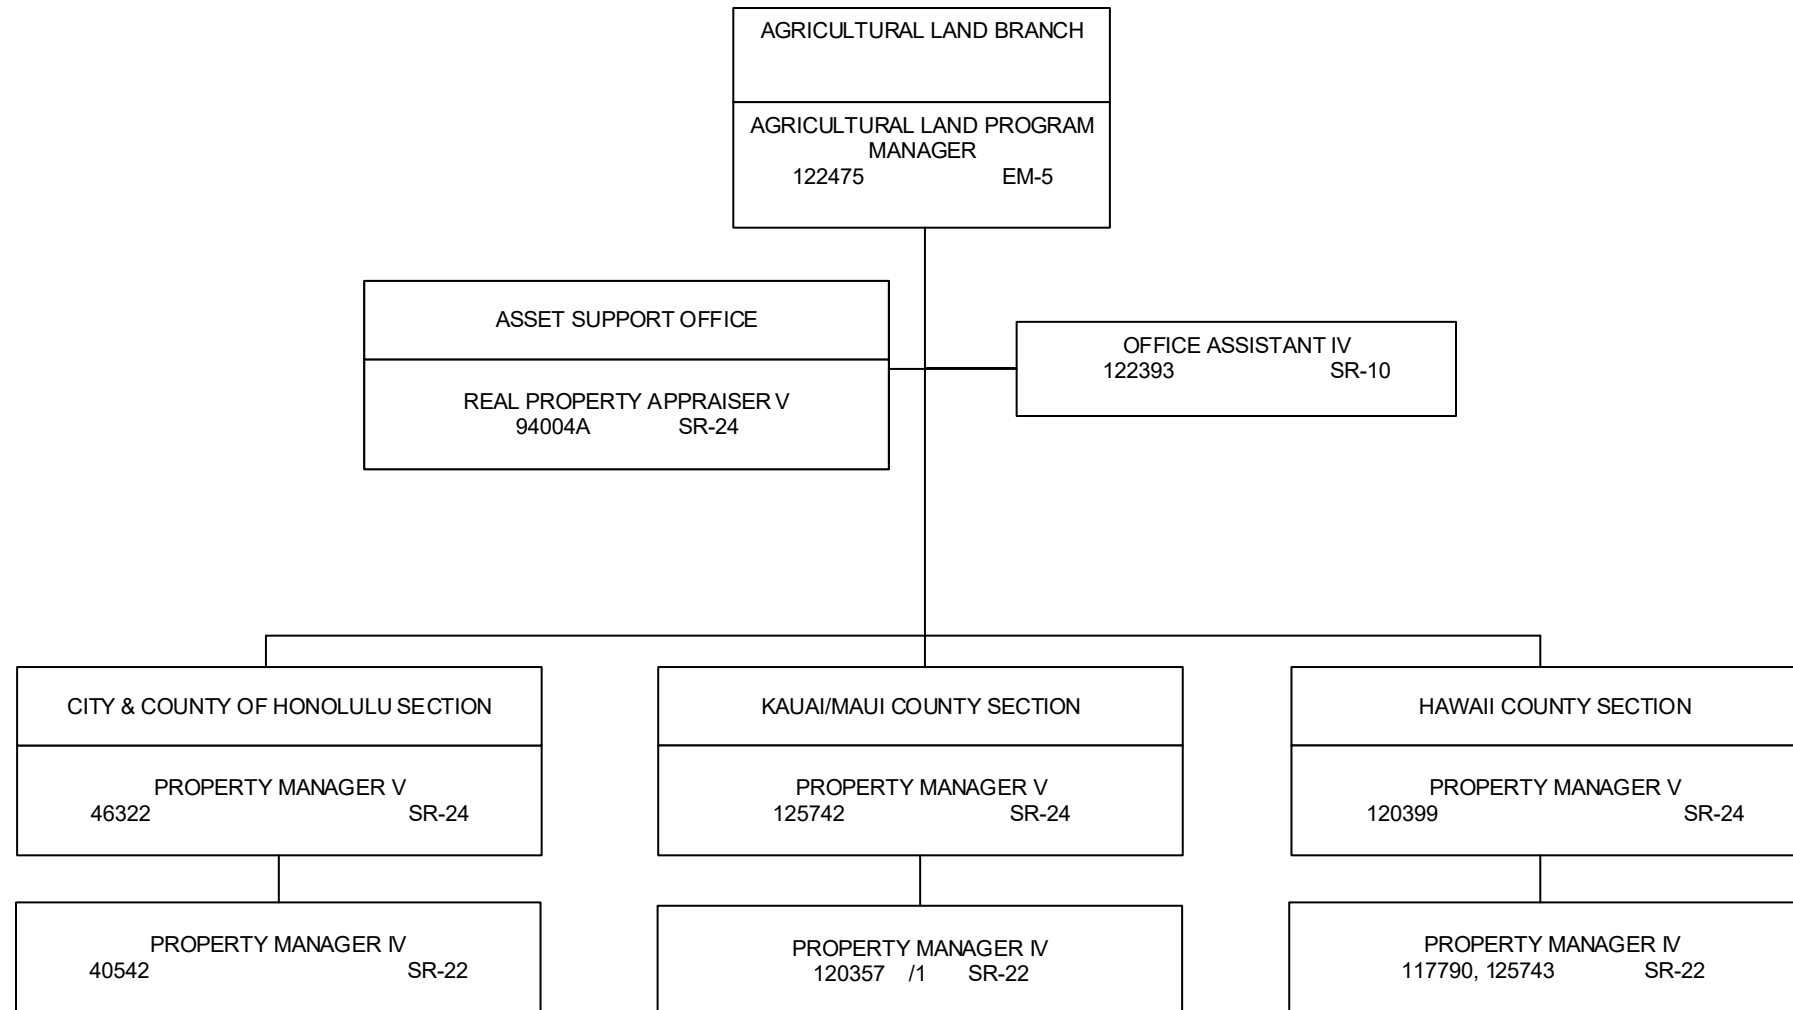 AGRICULTURAL LAND BRANCH
AGRICULTURAL LAND PROGRAM
MANAGER
122475 EM-5
ASSET SUPPORT OFFICE
REAL PROPERTY APPRAISER V
94004A SR-24
OFFICE ASSISTANT IV
122393 SR-10
CITY & COUNTY OF HONOLULU SECTION
PROPERTY MANAGER V
46322 SR-24
PROPERTY MANAGER IV
40542 SR-22
KAUAI/MAUI COUNTY SECTION
PROPERTY MANAGER V
125742 SR-24
PROPERTY MANAGER IV
120357 /1 SR-22
HAWAII COUNTY SECTION
PROPERTY MANAGER V
120399 SR-24
PROPERTY MANAGER IV
117790, 125743 SR-22